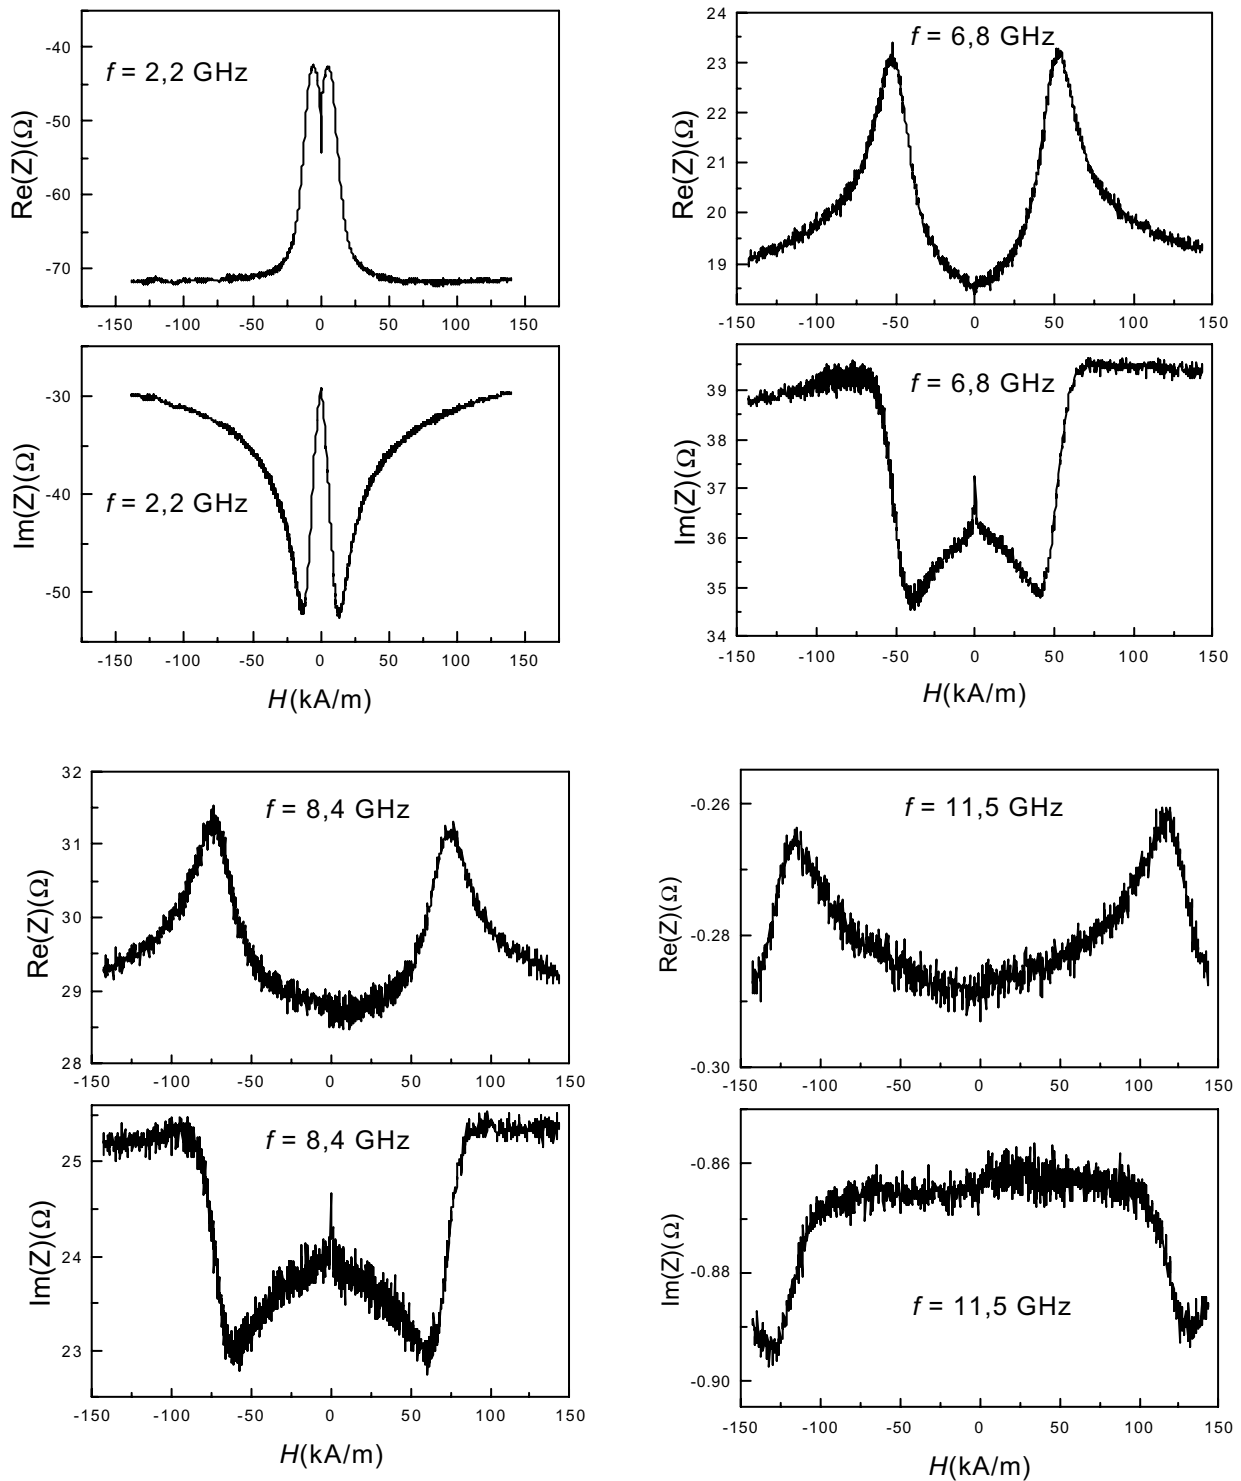 -40
-50
-60
-70
Re(Z)(Ω)
f = 2,2 GHz
-150 -100 -50 0 50 100 150
-30
-40
-50
Im(Z)(Ω)
f = 2,2 GHz
-150 -100 -50 0 50 100 150
H(kA/m)
24
23
22
21
20
19
Re(Z)(Ω)
f = 6,8 GHz
-150 -100 -50 0 50 100 150
39
38
37
36
35
34
Im(Z)(Ω)
f = 6,8 GHz
-150 -100 -50 0 50 100 150
H(kA/m)
32
31
30
29
28
Re(Z)(Ω)
f = 8,4 GHz
-150 -100 -50 0 50 100 150
25
24
23
Im(Z)(Ω)
f = 8,4 GHz
-150 -100 -50 0 50 100 150
H(kA/m)
-0.26
-0.28
-0.30
Re(Z)(Ω)
f = 11,5 GHz
-150 -100 -50 0 50 100 150
-0.86
-0.88
-0.90
Im(Z)(Ω)
f = 11,5 GHz
-150 -100 -50 0 50 100 150
H(kA/m)